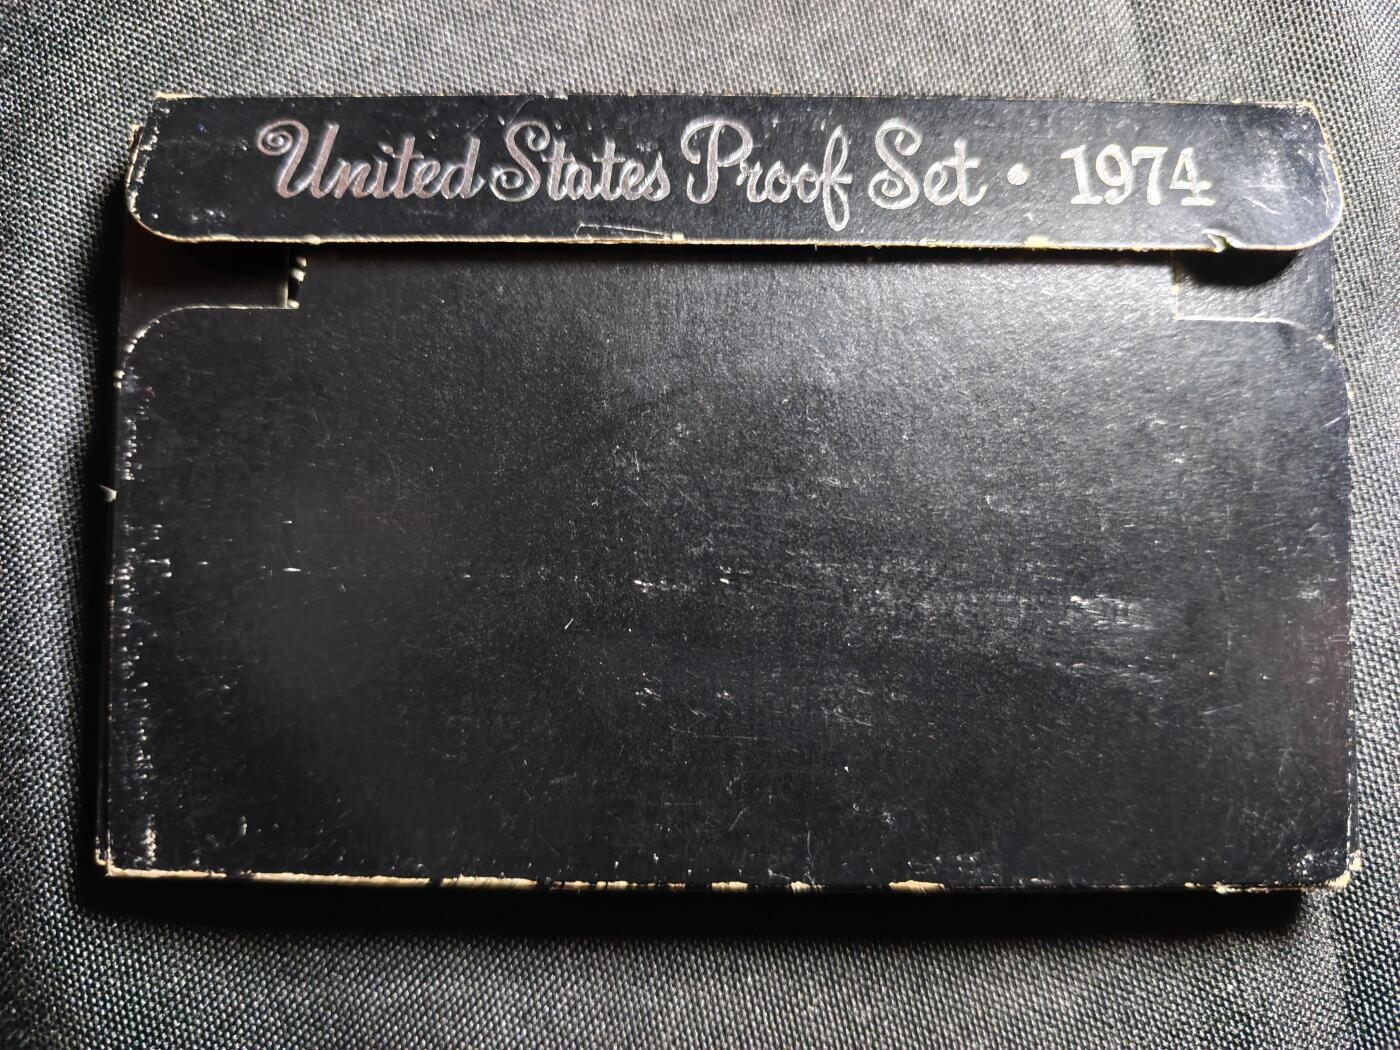 United States Proof Set • 1974